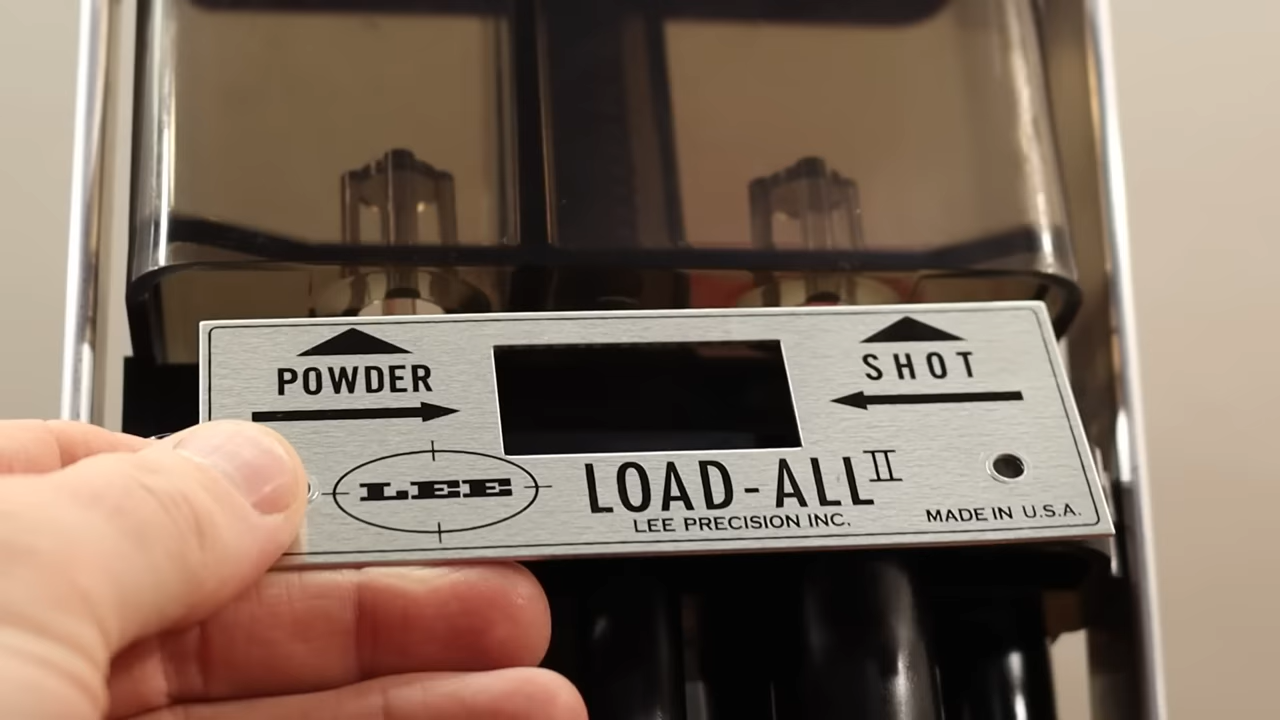 POWDER
SHOT
LEE
LOAD-ALL II
LEE PRECISION INC.
MADE IN U.S.A.